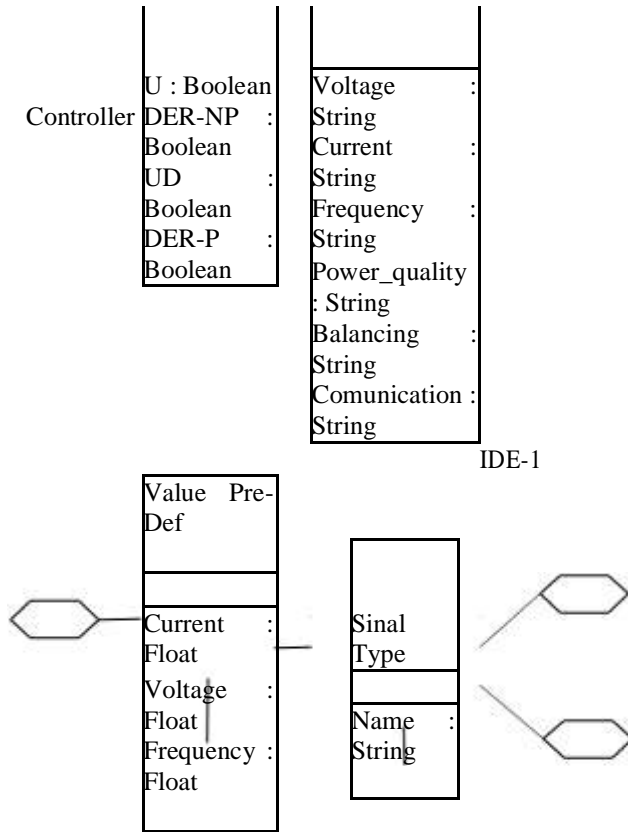 U : Boolean
Controller DER-NP :
Boolean
UD :
Boolean
DER-P :
Boolean
Voltage :
String
Current :
String
Frequency :
String
Power_quality
: String
Balancing :
String
Comunication :
String
IDE-1
Value Pre-
Def
Current :
Float
Voltage :
Float
Frequency :
Float
Sinal
Type
Name :
String